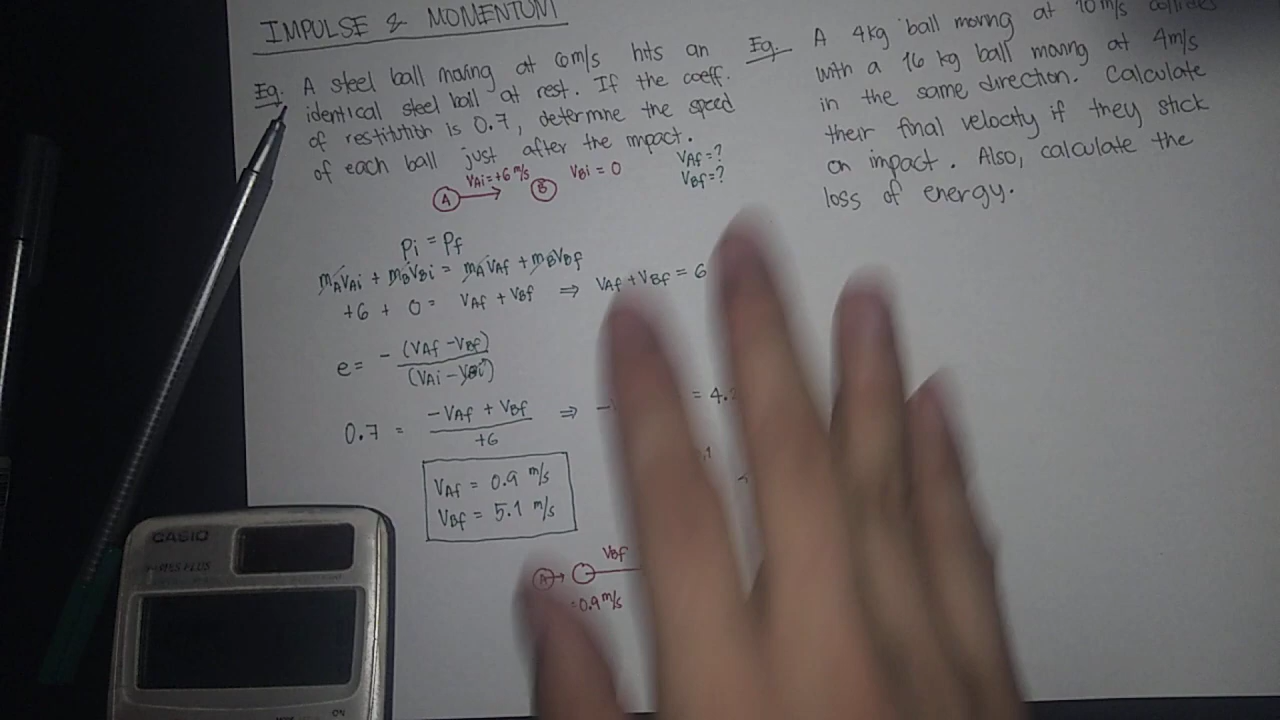 IMPULSE & MOMENTUM
Eg. A steel ball moving at 6m/s hits an
identical steel ball at rest. If the coeff.
of restitution is 0.7, determine the speed
of each ball just after the impact.
VAi=+6 m/s
VBi = 0
VAf = ?
VBf = ?
A
B
Pi = Pf
mAVAi + mBVBi = mAVAf + mBVBf
+6 + 0 = VAf + VBf ⇒ VAf + VBf = 6
e = - (VAf - VBf)
(VAi - VBi)
0.7 = -VAf + VBf ⇒ - = 4.
+6
VAf = 0.9 m/s
VBf = 5.1 m/s
VBf
A
=0.9 m/s
Eg. A 4kg ball moving at 10m/s collides
with a 16 kg ball moving at 4m/s
in the same direction. Calculate
their final velocity if they stick
on impact. Also, calculate the
loss of energy.
CASIO
ON